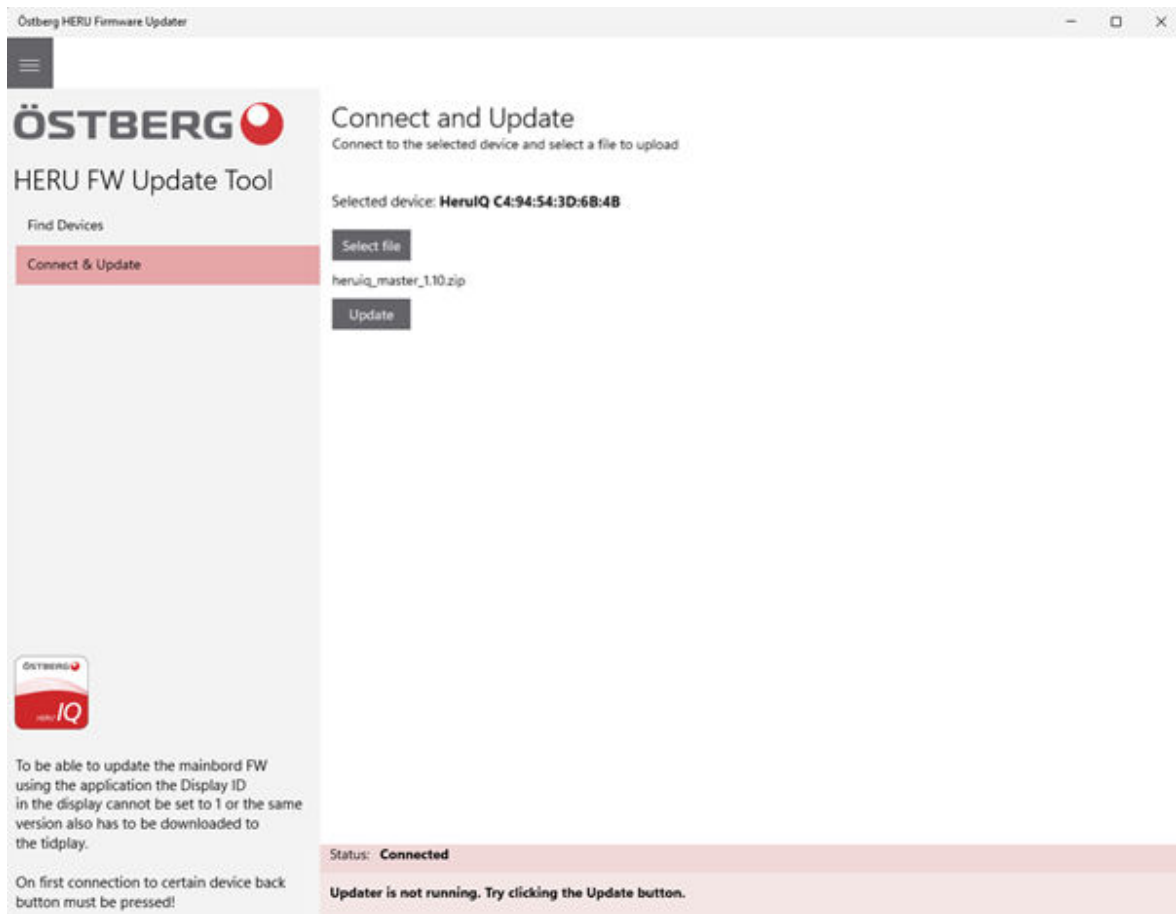 Östberg HERU Firmware Updater
ÖSTBERG
HERU FW Update Tool
Find Devices
Connect & Update
Connect and Update
Connect to the selected device and select a file to upload
Selected device: HeruIQ C4:94:54:3D:6B:4B
Select file
heruiq_master_1.10.zip
Update
ÖSTBERG
HERU IQ
To be able to update the mainbord FW
using the application the Display ID
in the display cannot be set to 1 or the same
version also has to be downloaded to
the tidplay.
On first connection to certain device back
button must be pressed!
Status: Connected
Updater is not running. Try clicking the Update button.